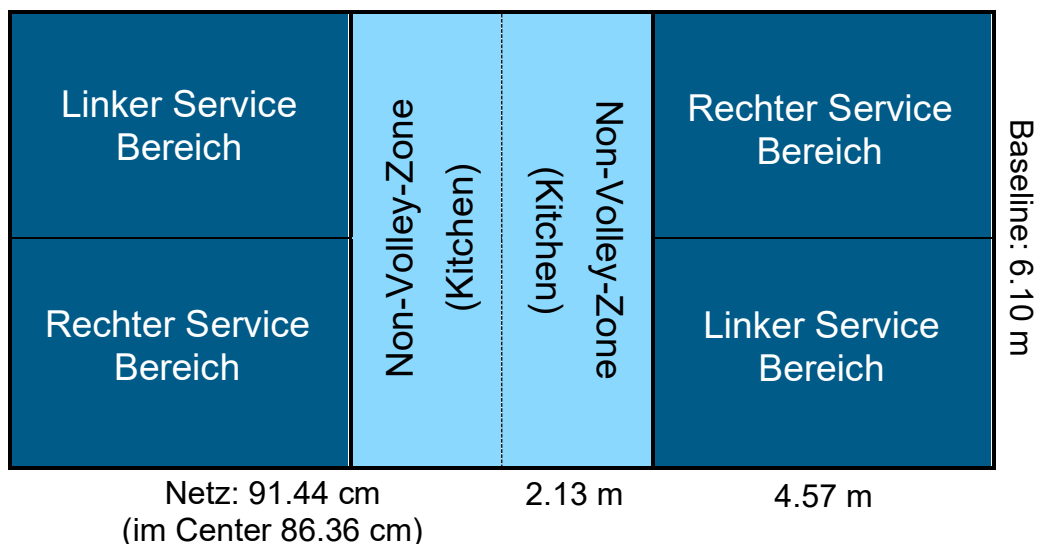 Linker Service
Bereich
Rechter Service
Bereich
Non-Volley-Zone
(Kitchen)
Non-Volley-Zone
(Kitchen)
Rechter Service
Bereich
Linker Service
Bereich
Baseline: 6.10 m
Netz: 91.44 cm
(im Center 86.36 cm)
2.13 m
4.57 m